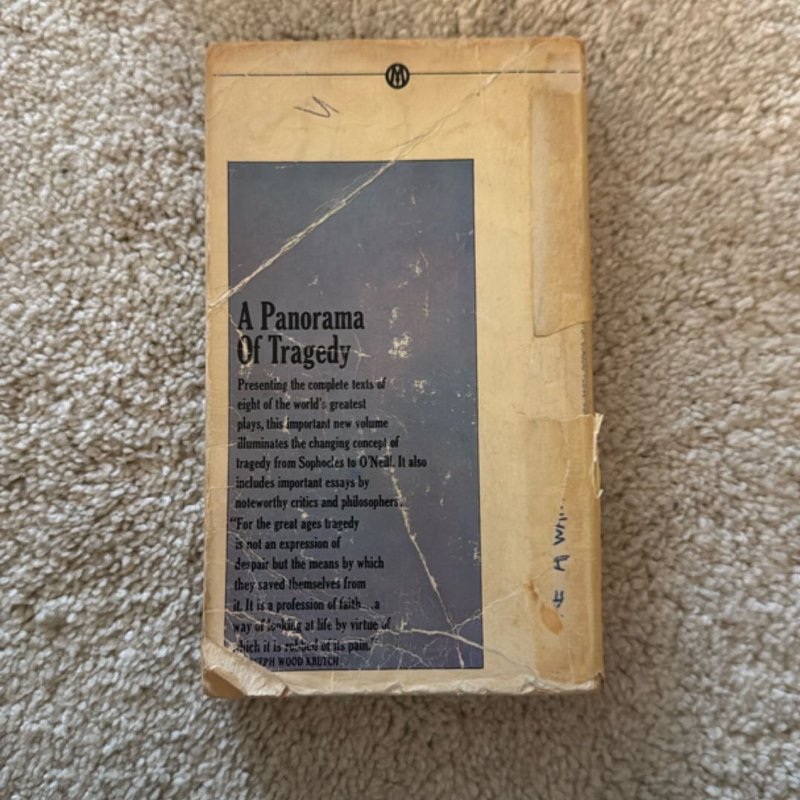 A Panorama
Of Tragedy
Presenting the complete texts of
eight of the world's greatest
plays, this important new volume
illuminates the changing concept of
tragedy from Sophocles to O'Neill. It also
includes important essays by
noteworthy critics and philosophers.
"For the great ages tragedy
is not an expression of
despair but the means by which
they saved themselves from
it. It is a profession of faith...a
way of looking at life by virtue of
which it is robbed of its pain."
WOOD KRUTCH